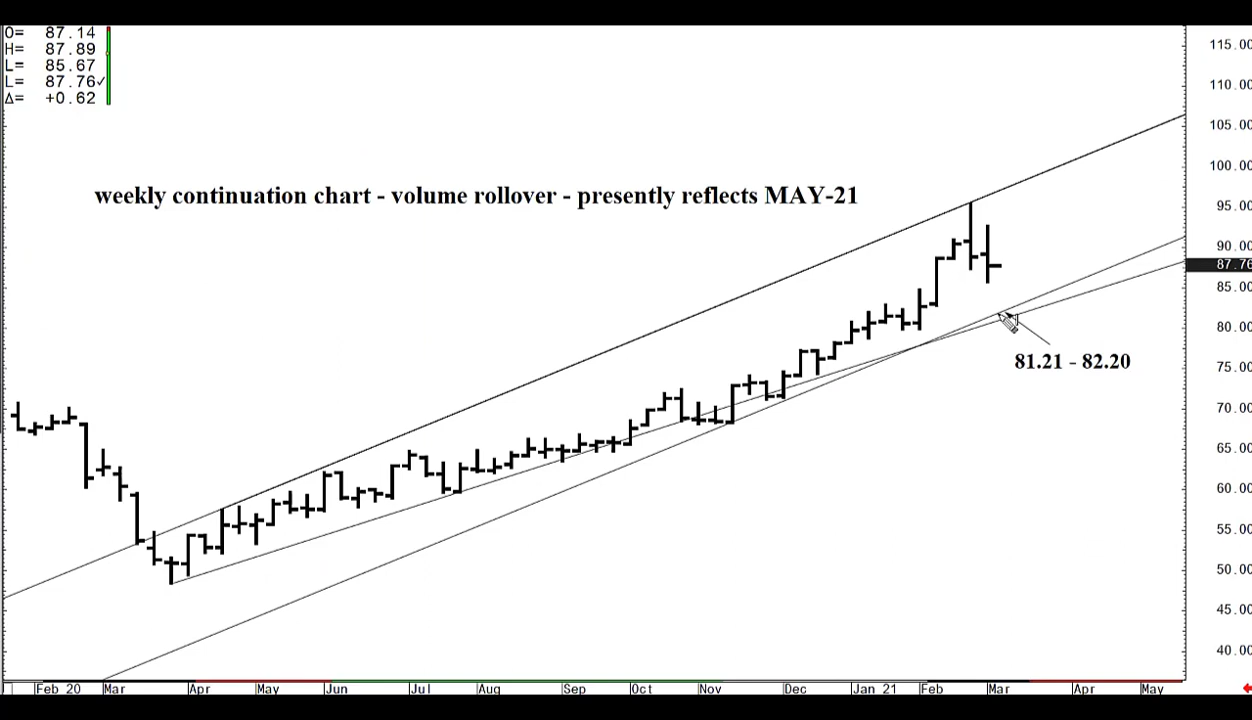 O= 87.14
H= 87.89
L= 85.67
L= 87.76✓
Δ= +0.62
115.00
110.00
105.00
100.00
weekly continuation chart - volume rollover - presently reflects MAY-21
95.00
90.00
87.76
85.00
80.00
81.21 - 82.20
75.00
70.00
65.00
60.00
55.00
50.00
45.00
40.00
Feb 20 Mar Apr May Jun Jul Aug Sep Oct Nov Dec Jan 21 Feb Mar Apr May